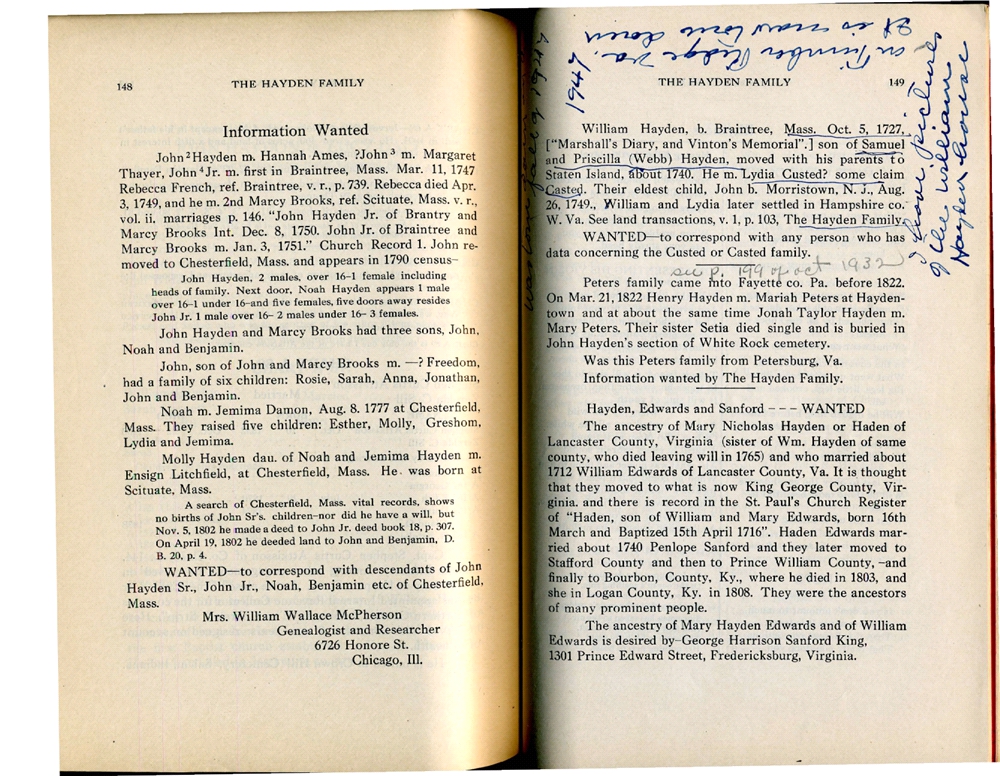 148
THE HAYDEN FAMILY
Information Wanted
John² Hayden m. Hannah Ames, ?John³ m. Margaret
Thayer, John⁴ Jr. m. first in Braintree, Mass. Mar. 11, 1747
Rebecca French, ref. Braintree, v. r., p. 739. Rebecca died Apr.
3, 1749, and he m. 2nd Marcy Brooks, ref. Scituate, Mass. v. r.,
vol. ii. marriages p. 146. "John Hayden Jr. of Brantry and
Marcy Brooks Int. Dec. 8, 1750. John Jr. of Braintree and
Marcy Brooks m. Jan. 3, 1751." Church Record 1. John re-
moved to Chesterfield, Mass. and appears in 1790 census–
John Hayden, 2 males, over 16–1 female including
heads of family. Next door, Noah Hayden appears 1 male
over 16–1 under 16–and five females, five doors away resides
John Jr. 1 male over 16– 2 males under 16– 3 females.
John Hayden and Marcy Brooks had three sons, John,
Noah and Benjamin.
John, son of John and Marcy Brooks m. —? Freedom,
had a family of six children: Rosie, Sarah, Anna, Jonathan,
John and Benjamin.
Noah m. Jemima Damon, Aug. 8. 1777 at Chesterfield,
Mass. They raised five children: Esther, Molly, Greshom,
Lydia and Jemima.
Molly Hayden dau. of Noah and Jemima Hayden m.
Ensign Litchfield, at Chesterfield, Mass. He was born at
Scituate, Mass.
A search of Chesterfield, Mass. vital records, shows
no births of John Sr's. children–nor did he have a will, but
Nov. 5, 1802 he made a deed to John Jr. deed book 18, p. 307.
On April 19, 1802 he deeded land to John and Benjamin, D.
B. 20, p. 4.
WANTED—to correspond with descendants of John
Hayden Sr., John Jr., Noah, Benjamin etc. of Chesterfield,
Mass.
Mrs. William Wallace McPherson
Genealogist and Researcher
6726 Honore St.
Chicago, Ill.
on Timber Ridge Va.
It is now torn down
1947
I have pictures
of the Williams
Hayden house
THE HAYDEN FAMILY
149
William Hayden, b. Braintree, Mass. Oct. 5, 1727,
["Marshall's Diary, and Vinton's Memorial".] son of Samuel
and Priscilla (Webb) Hayden, moved with his parents to
Staten Island, about 1740. He m. Lydia Custed? some claim
Casted. Their eldest child, John b. Morristown, N. J., Aug.
26, 1749., William and Lydia later settled in Hampshire co.
W. Va. See land transactions, v. 1, p. 103, The Hayden Family.
WANTED—to correspond with any person who has
data concerning the Custed or Casted family.
see p. 199 of oct 1932
Peters family came into Fayette co. Pa. before 1822.
On Mar. 21, 1822 Henry Hayden m. Mariah Peters at Hayden-
town and at about the same time Jonah Taylor Hayden m.
Mary Peters. Their sister Setia died single and is buried in
John Hayden's section of White Rock cemetery.
Was this Peters family from Petersburg, Va.
Information wanted by The Hayden Family.
Hayden, Edwards and Sanford – – – WANTED
The ancestry of Mary Nicholas Hayden or Haden of
Lancaster County, Virginia (sister of Wm. Hayden of same
county, who died leaving will in 1765) and who married about
1712 William Edwards of Lancaster County, Va. It is thought
that they moved to what is now King George County, Vir-
ginia. and there is record in the St. Paul's Church Register
of "Haden, son of William and Mary Edwards, born 16th
March and Baptized 15th April 1716". Haden Edwards mar-
ried about 1740 Penlope Sanford and they later moved to
Stafford County and then to Prince William County, –and
finally to Bourbon, County, Ky., where he died in 1803, and
she in Logan County, Ky. in 1808. They were the ancestors
of many prominent people.
The ancestry of Mary Hayden Edwards and of William
Edwards is desired by–George Harrison Sanford King,
1301 Prince Edward Street, Fredericksburg, Virginia.